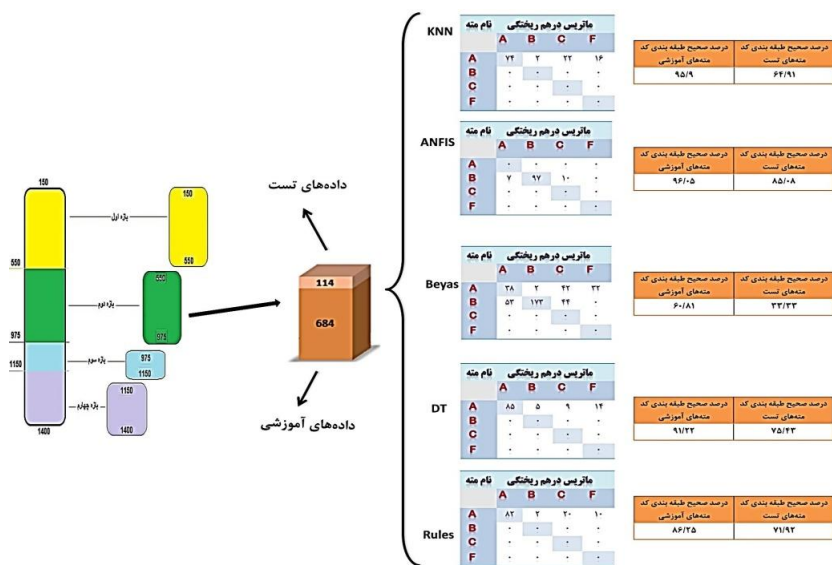 150
550
975
1150
1400
بازه اول
بازه دوم
بازه سوم
بازه چهارم
150
550
550
975
975
1150
1150
1400
داده‌های تست
114
684
داده‌های آموزشی
KNN
نام مته ماتریس درهم ریختگی
A B C F
A ۷۴ ۲ ۲۲ ۱۶
B ۰ ۰ ۰ ۰
C ۰ ۰ ۰ ۰
F ۰ ۰ ۰ ۰
درصد صحیح طبقه بندی کد مته‌های آموزشی
درصد صحیح طبقه بندی کد مته‌های تست
۹۵/۹ ۶۴/۹۱
ANFIS
نام مته ماتریس درهم ریختگی
A B C F
A ۰ ۰ ۰ ۰
B ۷ ۹۷ ۱۰ ۰
C ۰ ۰ ۰ ۰
F ۰ ۰ ۰ ۰
درصد صحیح طبقه بندی کد مته‌های آموزشی
درصد صحیح طبقه بندی کد مته‌های تست
۹۶/۰۵ ۸۵/۰۸
Beyas
نام مته ماتریس درهم ریختگی
A B C F
A ۳۸ ۲ ۴۲ ۳۲
B ۵۳ ۱۷۳ ۴۴ ۰
C ۰ ۰ ۰ ۰
F ۰ ۰ ۰ ۰
درصد صحیح طبقه بندی کد مته‌های آموزشی
درصد صحیح طبقه بندی کد مته‌های تست
۶۰/۸۱ ۳۳/۳۳
DT
نام مته ماتریس درهم ریختگی
A B C F
A ۸۵ ۵ ۹ ۱۴
B ۰ ۰ ۰ ۰
C ۰ ۰ ۰ ۰
F ۰ ۰ ۰ ۰
درصد صحیح طبقه بندی کد مته‌های آموزشی
درصد صحیح طبقه بندی کد مته‌های تست
۹۱/۲۲ ۷۵/۴۳
Rules
نام مته ماتریس درهم ریختگی
A B C F
A ۸۲ ۲ ۲۰ ۱۰
B ۰ ۰ ۰ ۰
C ۰ ۰ ۰ ۰
F ۰ ۰ ۰ ۰
درصد صحیح طبقه بندی کد مته‌های آموزشی
درصد صحیح طبقه بندی کد مته‌های تست
۸۶/۲۵ ۷۱/۹۲